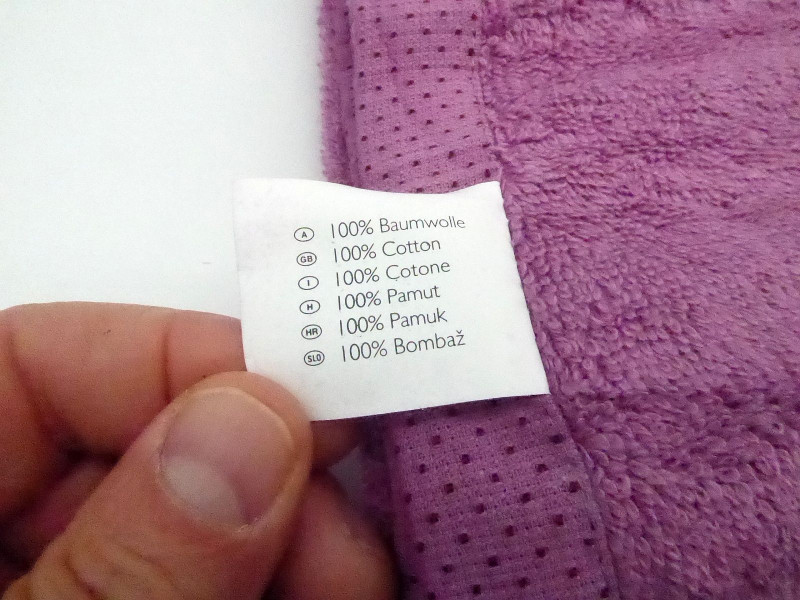 A 100% Baumwolle
GB 100% Cotton
I 100% Cotone
H 100% Pamut
HR 100% Pamuk
SLO 100% Bombaž